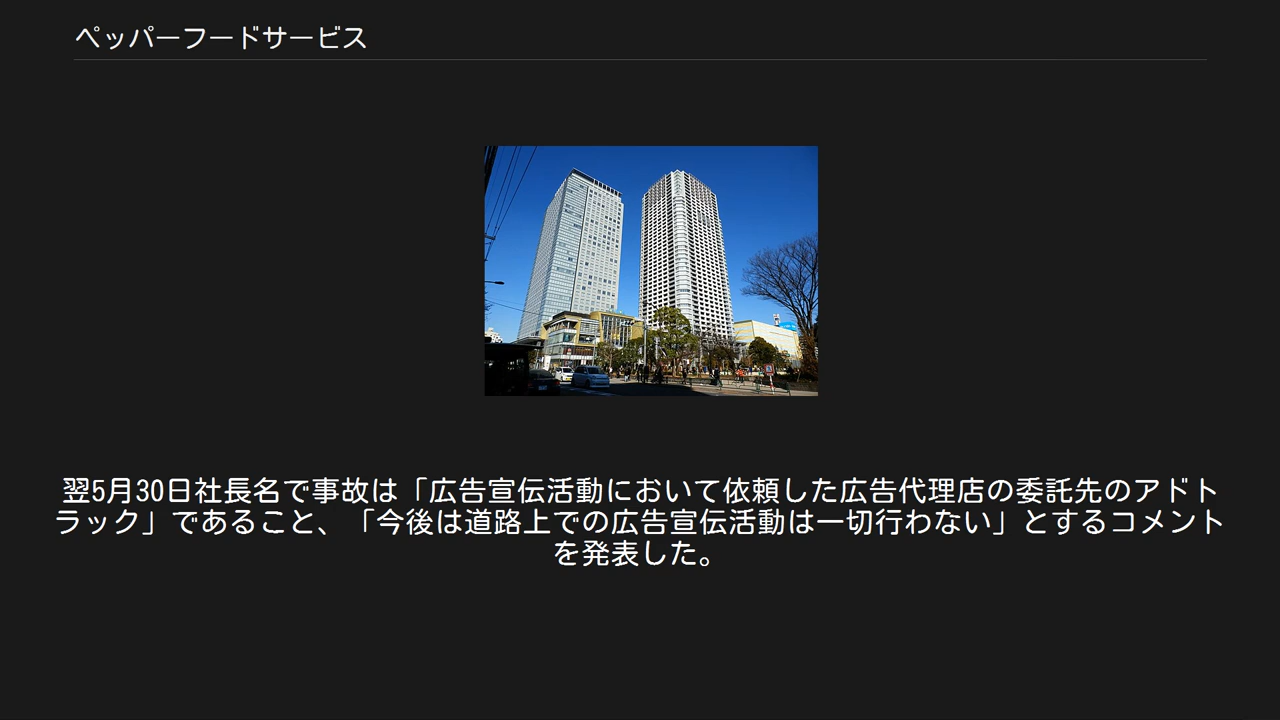 ペッパーフードサービス
翌5月30日社長名で事故は「広告宣伝活動において依頼した広告代理店の委託先のアドト
ラック」であること、「今後は道路上での広告宣伝活動は一切行わない」とするコメント
を発表した。